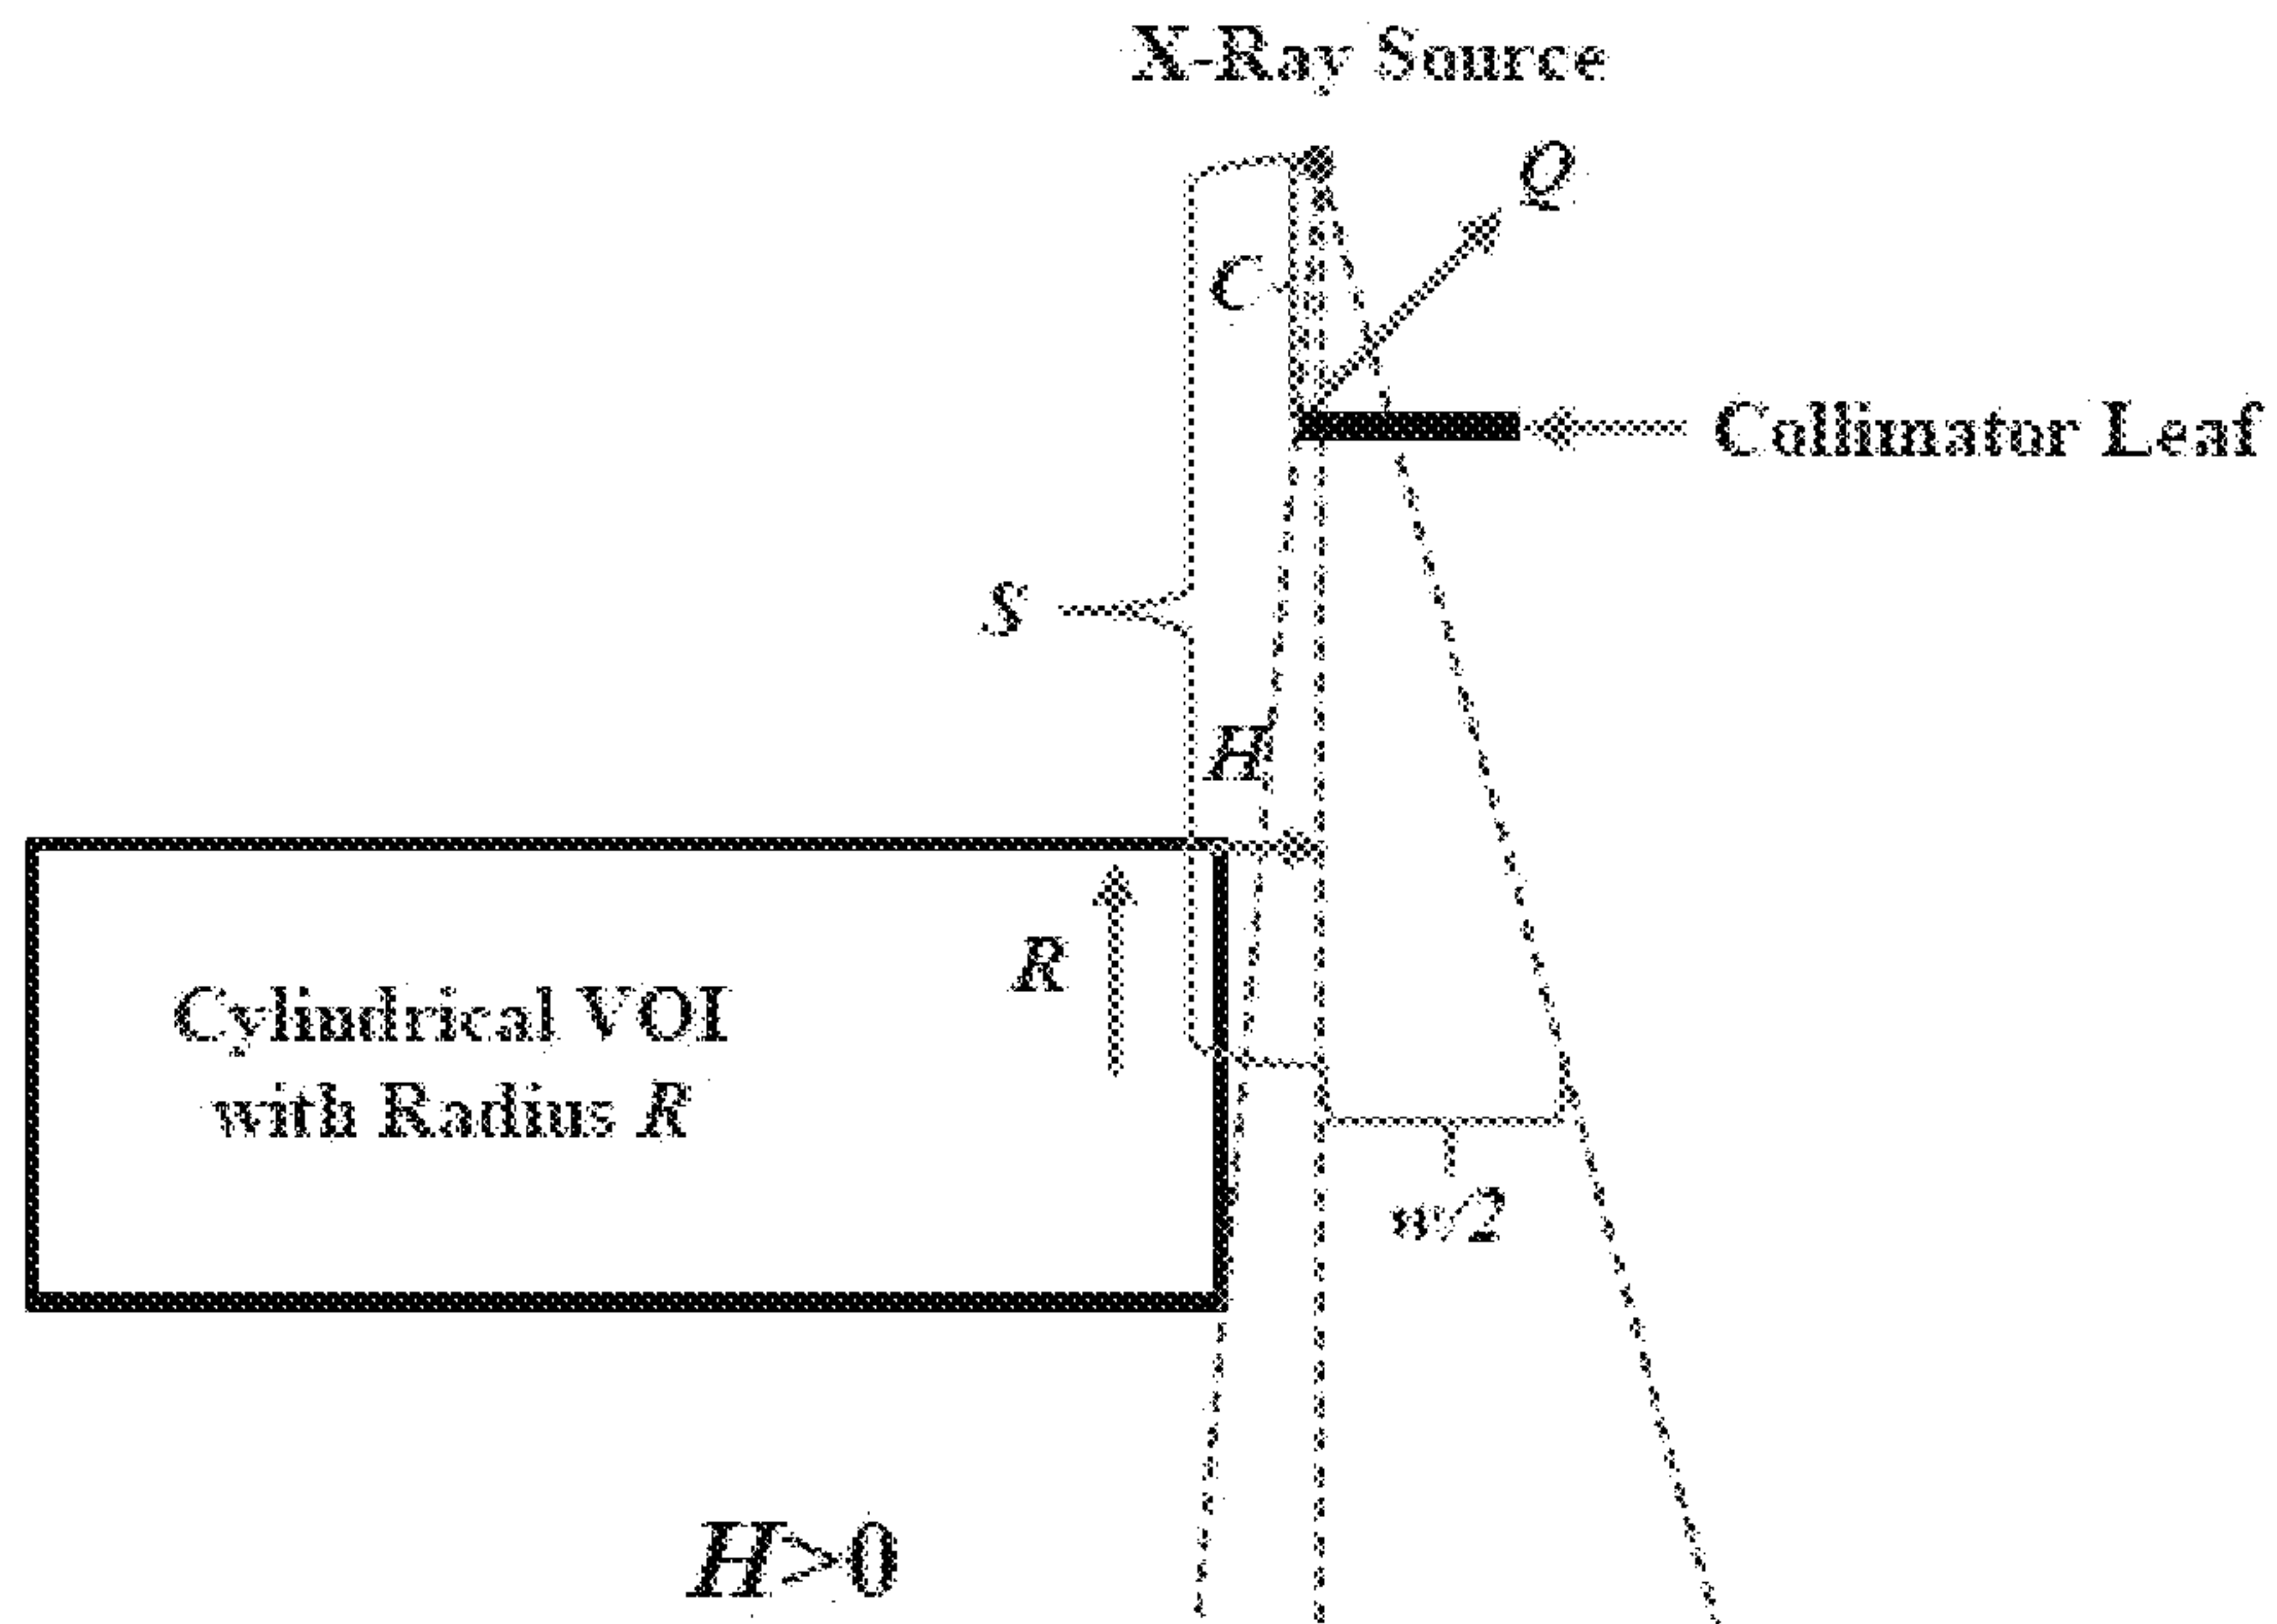 X-Ray Source
Q
C
Collimator Leaf
S
H
R
Cylindrical VOI
with Radius R
w/2
H>0